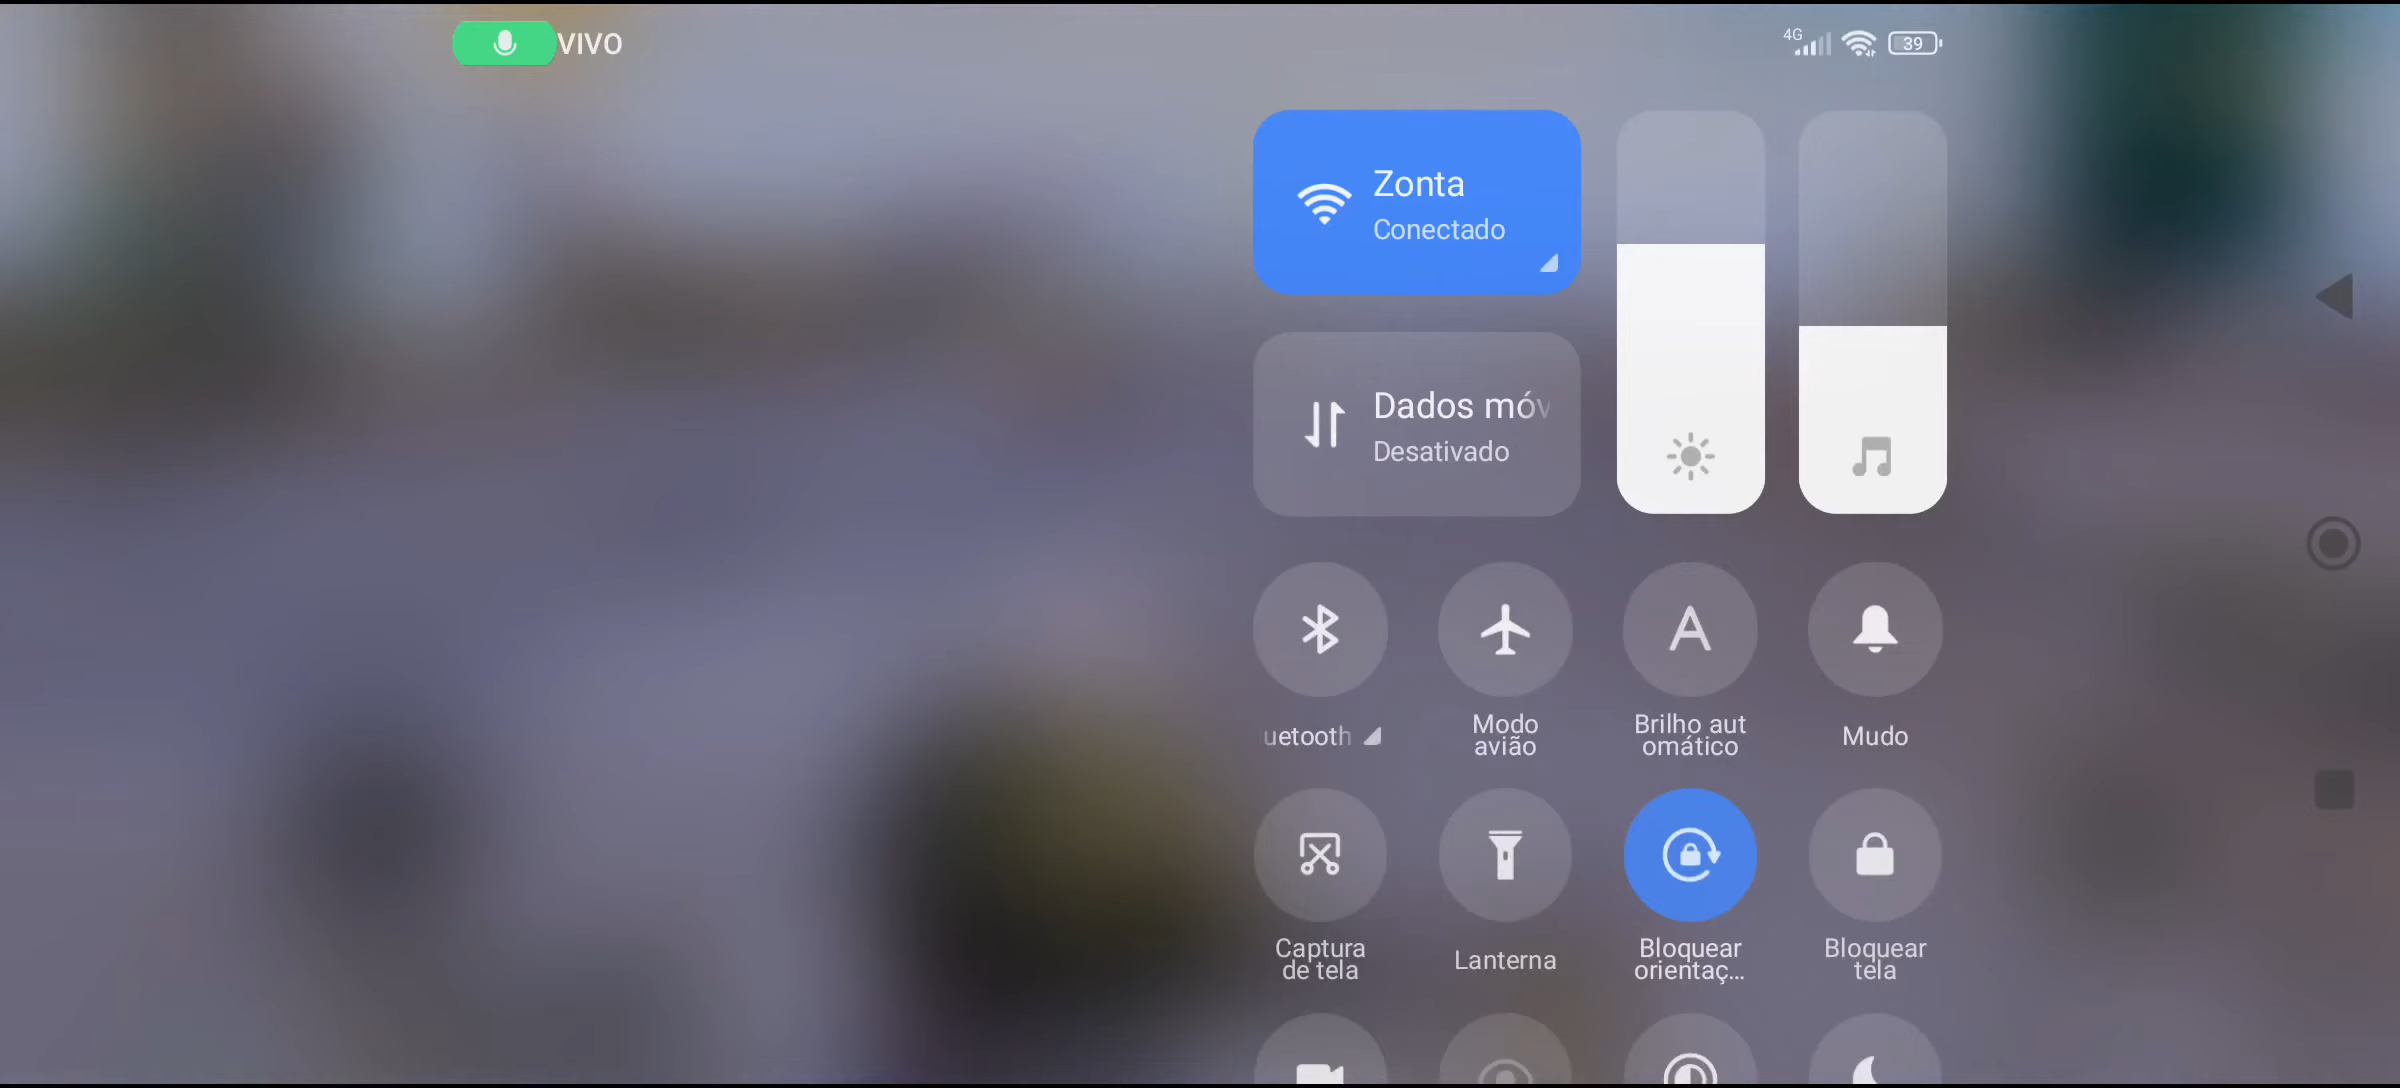 VIVO
4G
39
Zonta
Conectado
Dados móv
Desativado
uetooth
Modo
avião
Brilho aut
omático
Mudo
Captura
de tela
Lanterna
Bloquear
orientaç...
Bloquear
tela